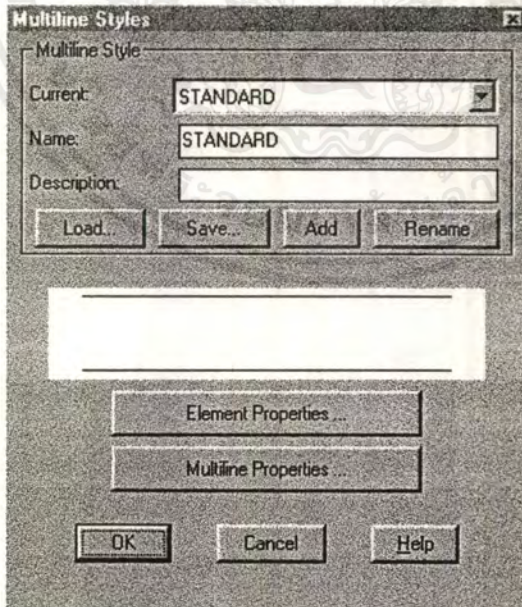 Multiline Styles
Multiline Style
Current: STANDARD
Name: STANDARD
Description:
Load... Save... Add Rename
Element Properties ...
Multiline Properties ...
OK Cancel Help